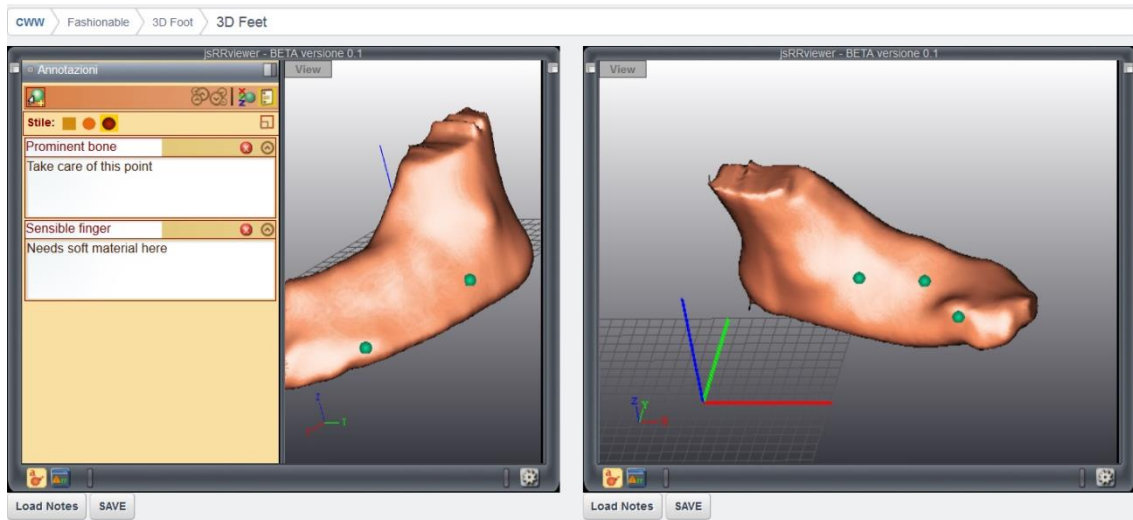 CWW Fashionable 3D Foot 3D Feet
jsRRviewer - BETA versione 0.1
Annotazioni
View
Stile:
Prominent bone
Take care of this point
Sensible finger
Needs soft material here
Load Notes SAVE
jsRRviewer - BETA versione 0.1
View
Z Y
Load Notes SAVE